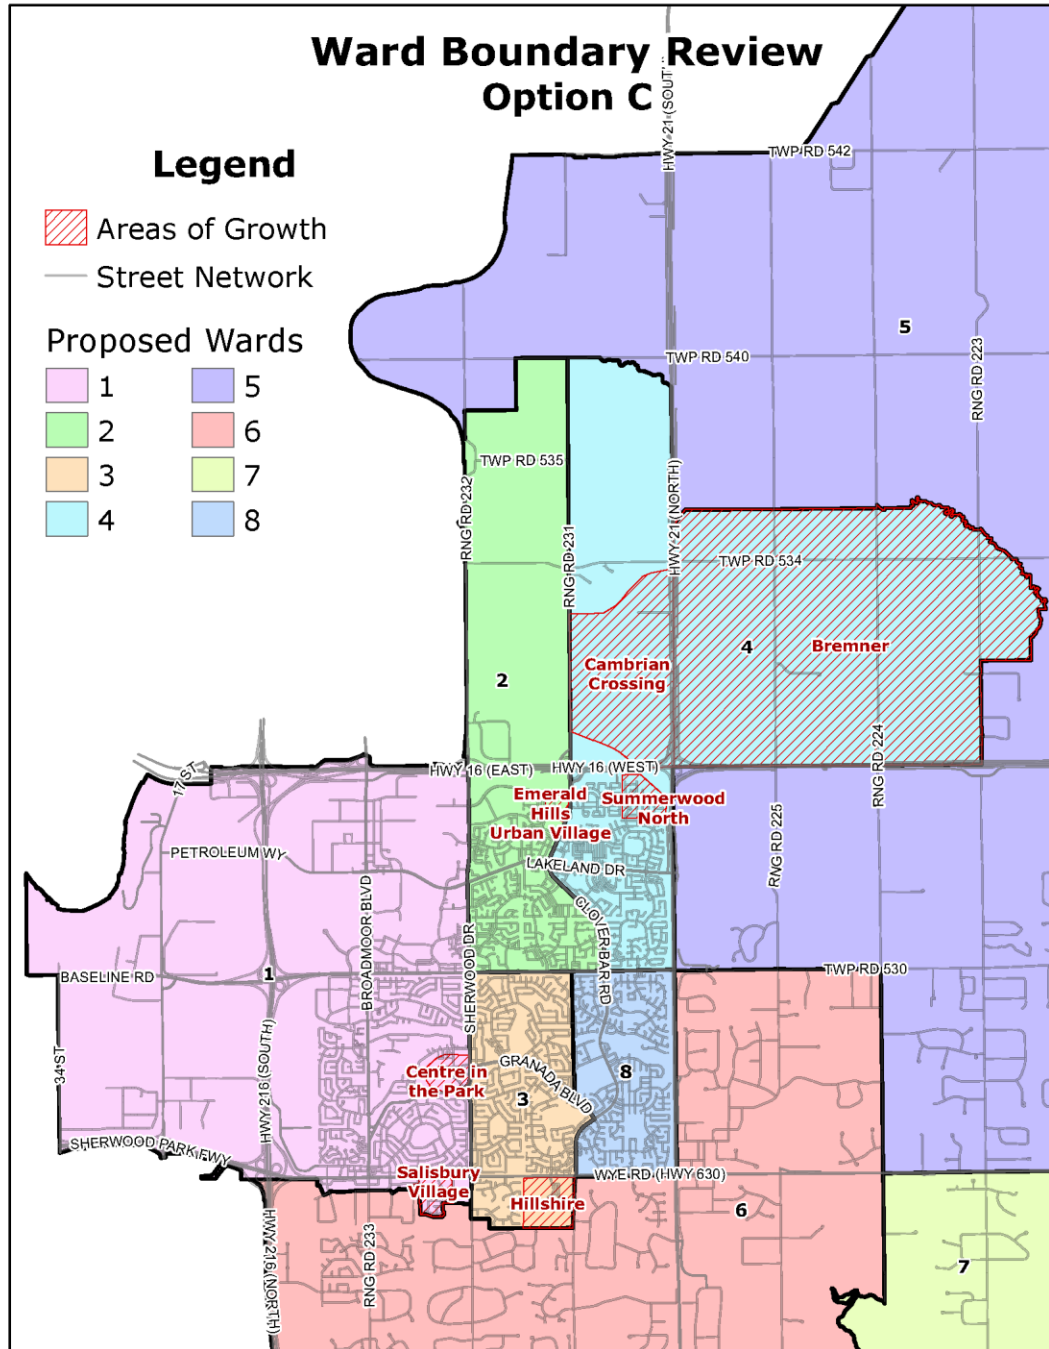 Ward Boundary Review
Option C
Legend
Areas of Growth
Street Network
Proposed Wards
1
2
3
4
5
6
7
8
HWY 21 (SOUTH)
TWP RD 542
5
TWP RD 540
RNG RD 223
TWP RD 535
RNG RD 232
HWY 21 (NORTH)
RNG RD 231
TWP RD 534
4
Bremner
Cambrian
Crossing
2
RNG RD 224
17 ST
HWY 16 (EAST)
HWY 16 (WEST)
Emerald
Hills
Urban Village
Summerwood
North
RNG RD 225
PETROLEUM WY
LAKELAND DR
BROADMOOR BLVD
CLOVER BAR RD
SHERWOOD DR
BASELINE RD
1
TWP RD 530
34 ST
HWY 216 (SOUTH)
Centre in
the Park
GRANADA BLVD
3
8
SHERWOOD PARK FWY
Salisbury
Village
WYE RD (HWY 630)
Hillshire
6
HWY 216 (NORTH)
RNG RD 233
7